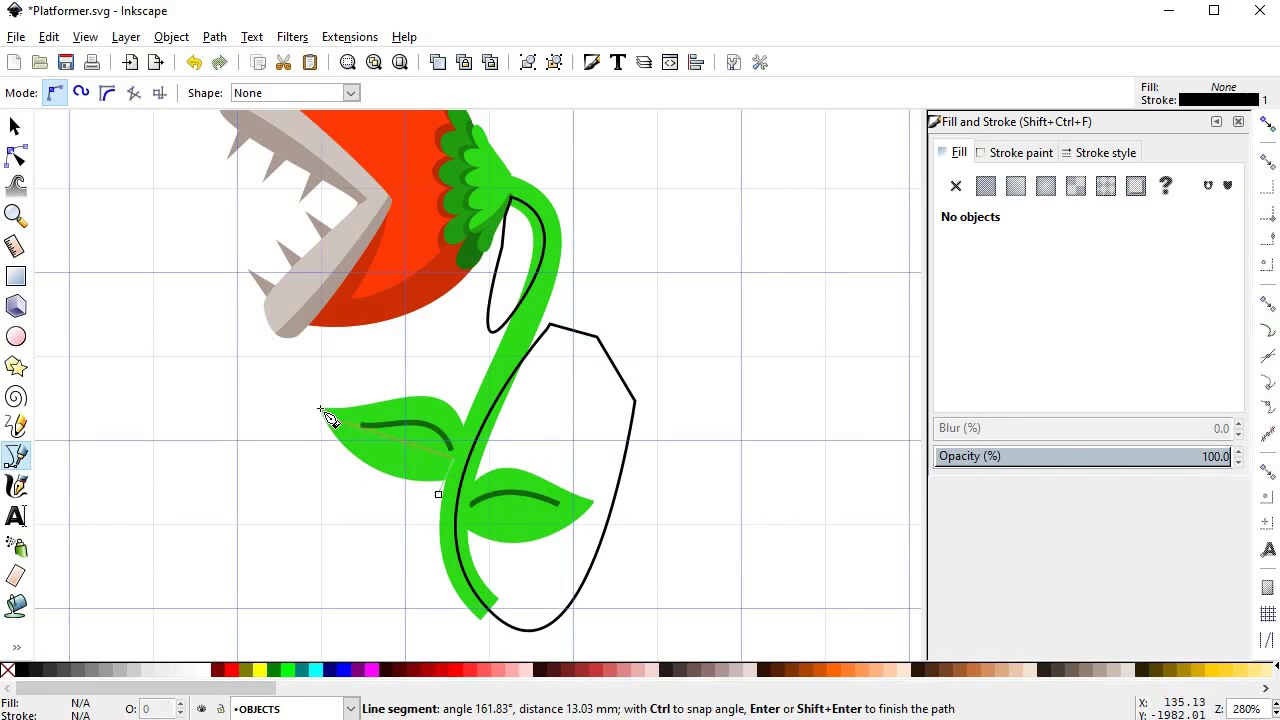 *Platformer.svg - Inkscape
File Edit View Layer Object Path Text Filters Extensions Help
Mode: Shape: None
Fill: None
Stroke: 1
Fill and Stroke (Shift+Ctrl+F)
Fill Stroke paint Stroke style
No objects
Blur (%) 0.0
Opacity (%) 100.0
Fill: N/A
Stroke: N/A
O: 0
•OBJECTS
Line segment: angle 161.83°, distance 13.03 mm; with Ctrl to snap angle, Enter or Shift+Enter to finish the path
X: 135.13
Y: -1982.01
Z: 280%